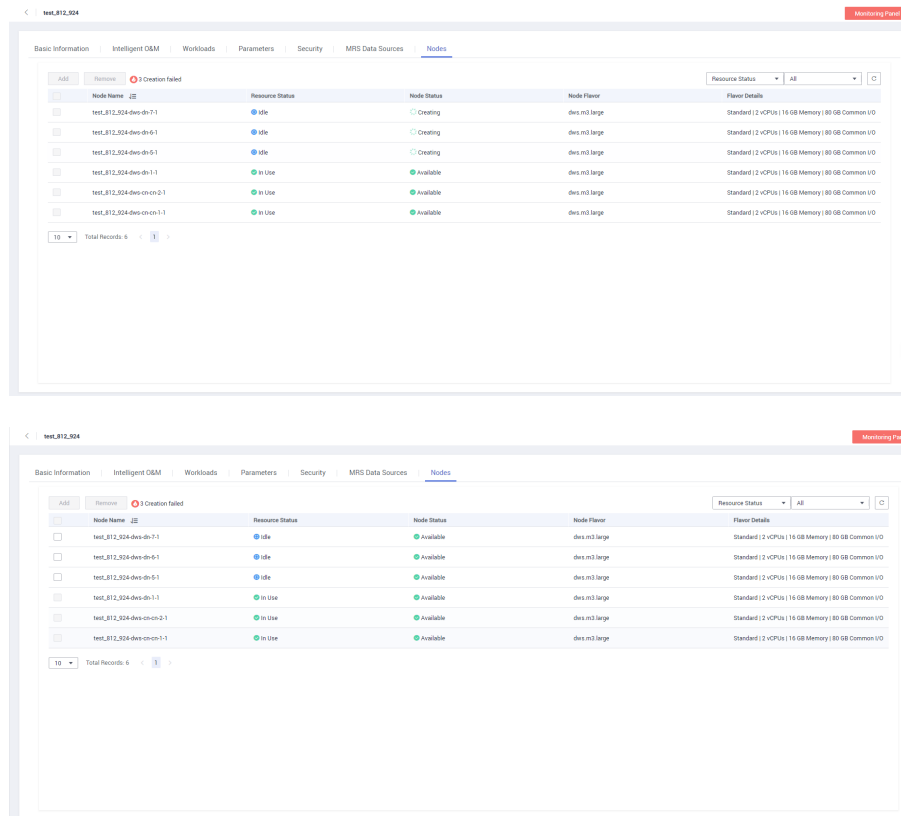 test_812_924
Monitoring Panel
Basic Information Intelligent O&M Workloads Parameters Security MRS Data Sources Nodes
Add Remove 3 Creation failed Resource Status All
Node Name Resource Status Node Status Node Flavor Flavor Details
test_812_924-dws-dn-7-1 Idle Creating dws.m3.large Standard | 2 vCPUs | 16 GB Memory | 80 GB Common I/O
test_812_924-dws-dn-6-1 Idle Creating dws.m3.large Standard | 2 vCPUs | 16 GB Memory | 80 GB Common I/O
test_812_924-dws-dn-5-1 Idle Creating dws.m3.large Standard | 2 vCPUs | 16 GB Memory | 80 GB Common I/O
test_812_924-dws-dn-1-1 In Use Available dws.m3.large Standard | 2 vCPUs | 16 GB Memory | 80 GB Common I/O
test_812_924-dws-cn-cn-2-1 In Use Available dws.m3.large Standard | 2 vCPUs | 16 GB Memory | 80 GB Common I/O
test_812_924-dws-cn-cn-1-1 In Use Available dws.m3.large Standard | 2 vCPUs | 16 GB Memory | 80 GB Common I/O
10 Total Records: 6 < 1 >
test_812_924
Monitoring Pa
Basic Information Intelligent O&M Workloads Parameters Security MRS Data Sources Nodes
Add Remove 3 Creation failed Resource Status All
Node Name Resource Status Node Status Node Flavor Flavor Details
test_812_924-dws-dn-7-1 Idle Available dws.m3.large Standard | 2 vCPUs | 16 GB Memory | 80 GB Common I/O
test_812_924-dws-dn-6-1 Idle Available dws.m3.large Standard | 2 vCPUs | 16 GB Memory | 80 GB Common I/O
test_812_924-dws-dn-5-1 Idle Available dws.m3.large Standard | 2 vCPUs | 16 GB Memory | 80 GB Common I/O
test_812_924-dws-dn-1-1 In Use Available dws.m3.large Standard | 2 vCPUs | 16 GB Memory | 80 GB Common I/O
test_812_924-dws-cn-cn-2-1 In Use Available dws.m3.large Standard | 2 vCPUs | 16 GB Memory | 80 GB Common I/O
test_812_924-dws-cn-cn-1-1 In Use Available dws.m3.large Standard | 2 vCPUs | 16 GB Memory | 80 GB Common I/O
10 Total Records: 6 < 1 >